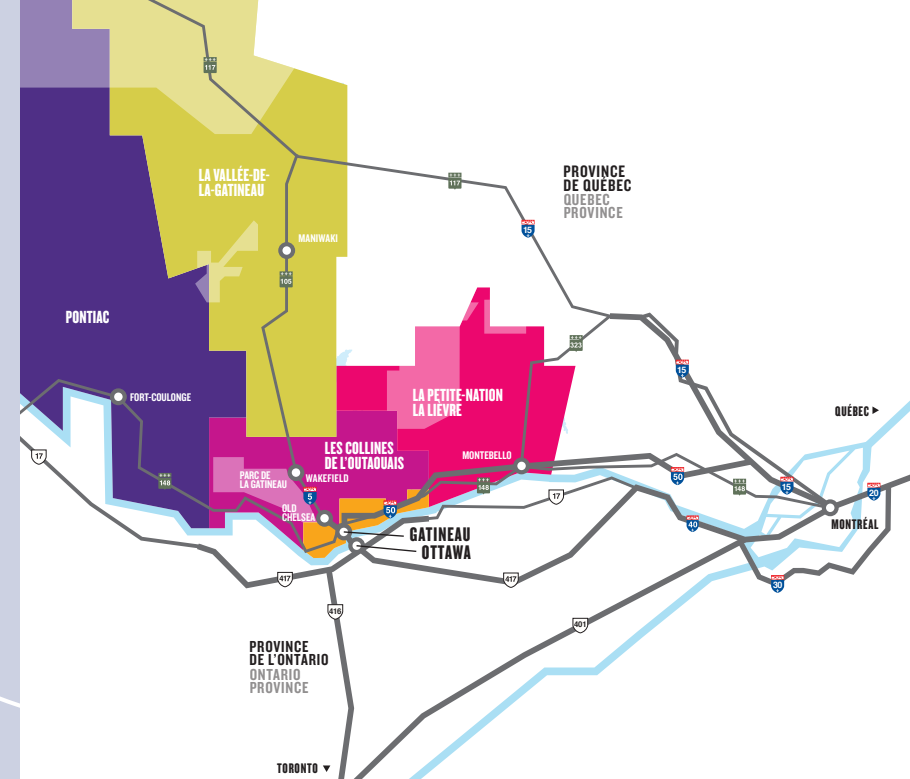 117
LA VALLÉE-DE-
LA-GATINEAU
PROVINCE
DE QUÉBEC
QUEBEC
PROVINCE
117
15
MANIWAKI
105
PONTIAC
323
15
FORT-COULONGE
LA PETITE-NATION
LA LIÈVRE
QUÉBEC
17
LES COLLINES
DE L'OUTAOUAIS
MONTEBELLO
PARC DE
LA GATINEAU
WAKEFIELD
148
5
148
50
148
15
20
OLD
CHELSEA
50
17
40
MONTRÉAL
GATINEAU
OTTAWA
417
417
30
416
401
PROVINCE
DE L'ONTARIO
ONTARIO
PROVINCE
TORONTO